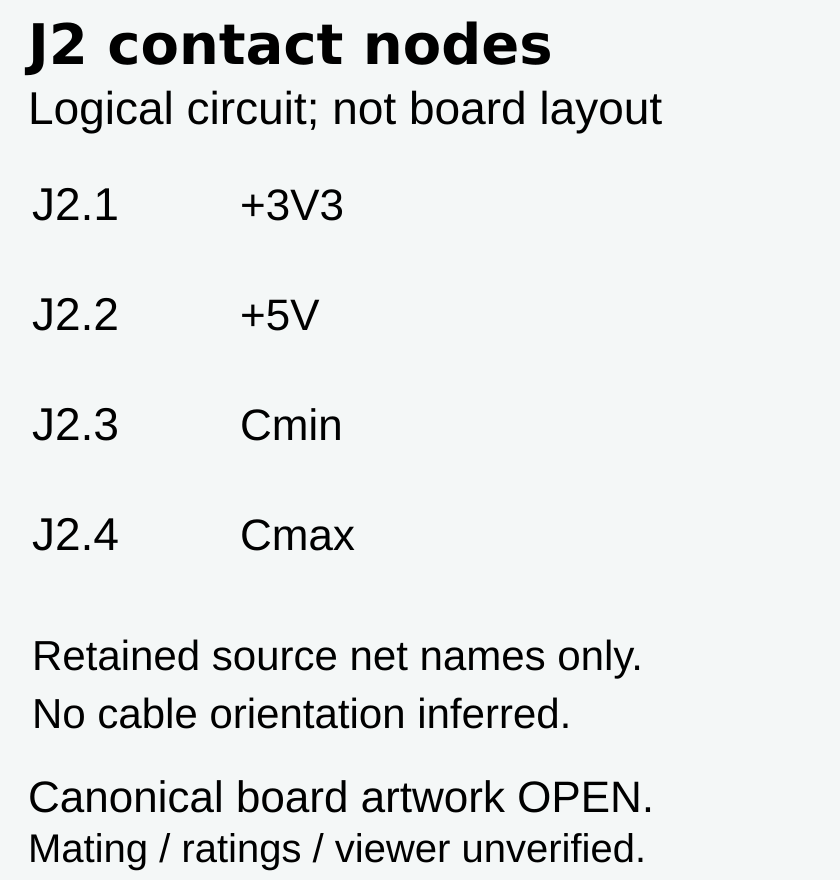 J2 contact nodes
Logical circuit; not board layout
J2.1 +3V3
J2.2 +5V
J2.3 Cmin
J2.4 Cmax
Retained source net names only.
No cable orientation inferred.
Canonical board artwork OPEN.
Mating / ratings / viewer unverified.